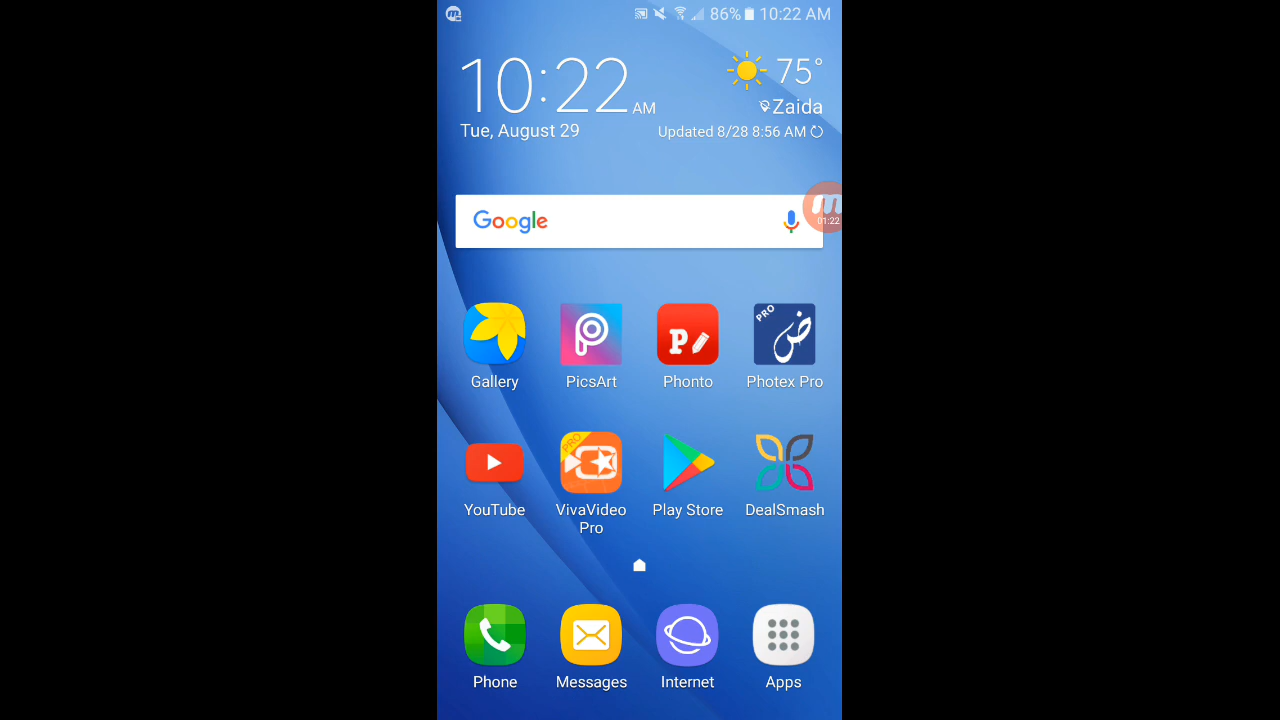 86% 10:22 AM
10:22 AM
75°
Zaida
Tue, August 29
Updated 8/28 8:56 AM
Google
01:22
PRO
ض
Gallery
PicsArt
Phonto
Photex Pro
PRO
YouTube
VivaVideo
Pro
Play Store
DealSmash
Phone
Messages
Internet
Apps